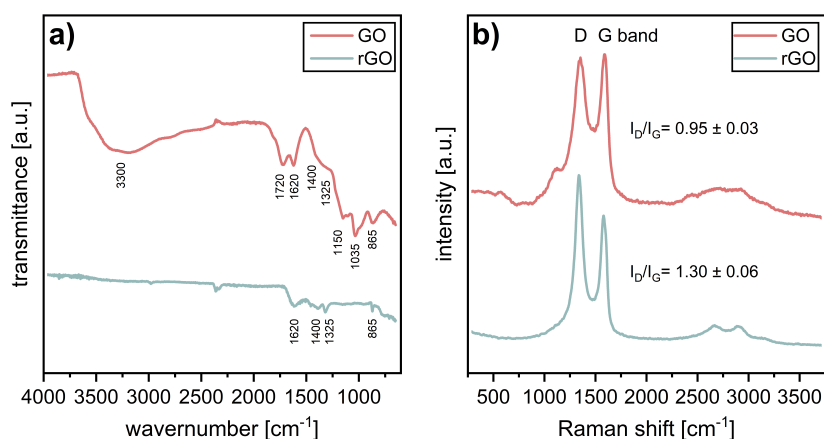 a)
GO
rGO
transmittance [a.u.]
3300
1720
1620
1400
1325
1150
1035
865
1620
1400
1325
865
4000 3500 3000 2500 2000 1500 1000
wavernumber [cm⁻¹]
b)
D G band
GO
rGO
intensity [a.u.]
I_D/I_G= 0.95 ± 0.03
I_D/I_G= 1.30 ± 0.06
500 1000 1500 2000 2500 3000 3500
Raman shift [cm⁻¹]